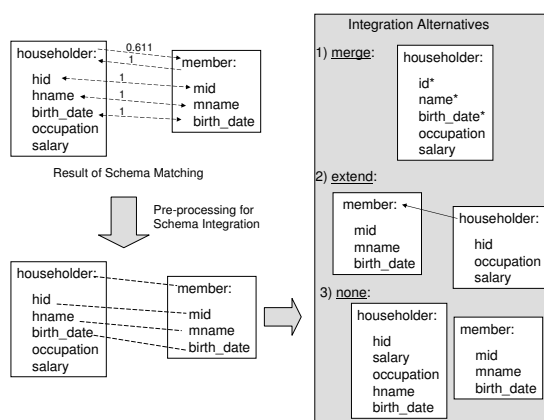 householder:
hid
hname
birth_date
occupation
salary
0.611
1
1
1
1
member:
mid
mname
birth_date
Result of Schema Matching
Pre-processing for
Schema Integration
householder:
hid
hname
birth_date
occupation
salary
member:
mid
mname
birth_date
Integration Alternatives
1) merge:
householder:
id*
name*
birth_date*
occupation
salary
2) extend:
member:
mid
mname
birth_date
householder:
hid
occupation
salary
3) none:
householder:
hid
salary
occupation
hname
birth_date
member:
mid
mname
birth_date